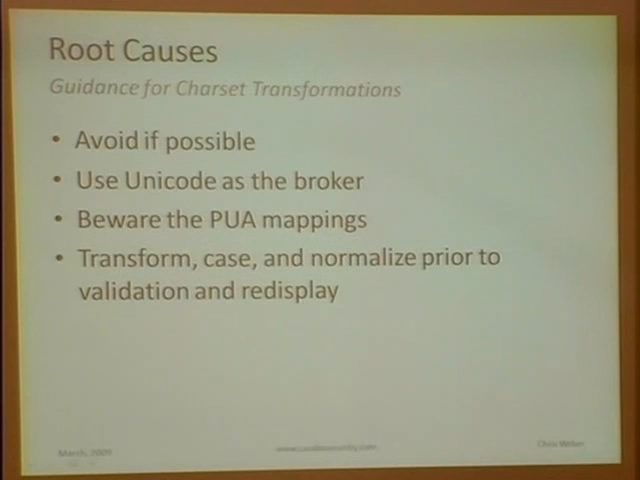 Root Causes
Guidance for Charset Transformations
• Avoid if possible
• Use Unicode as the broker
• Beware the PUA mappings
• Transform, case, and normalize prior to
validation and redisplay
March, 2009
Chris Weber